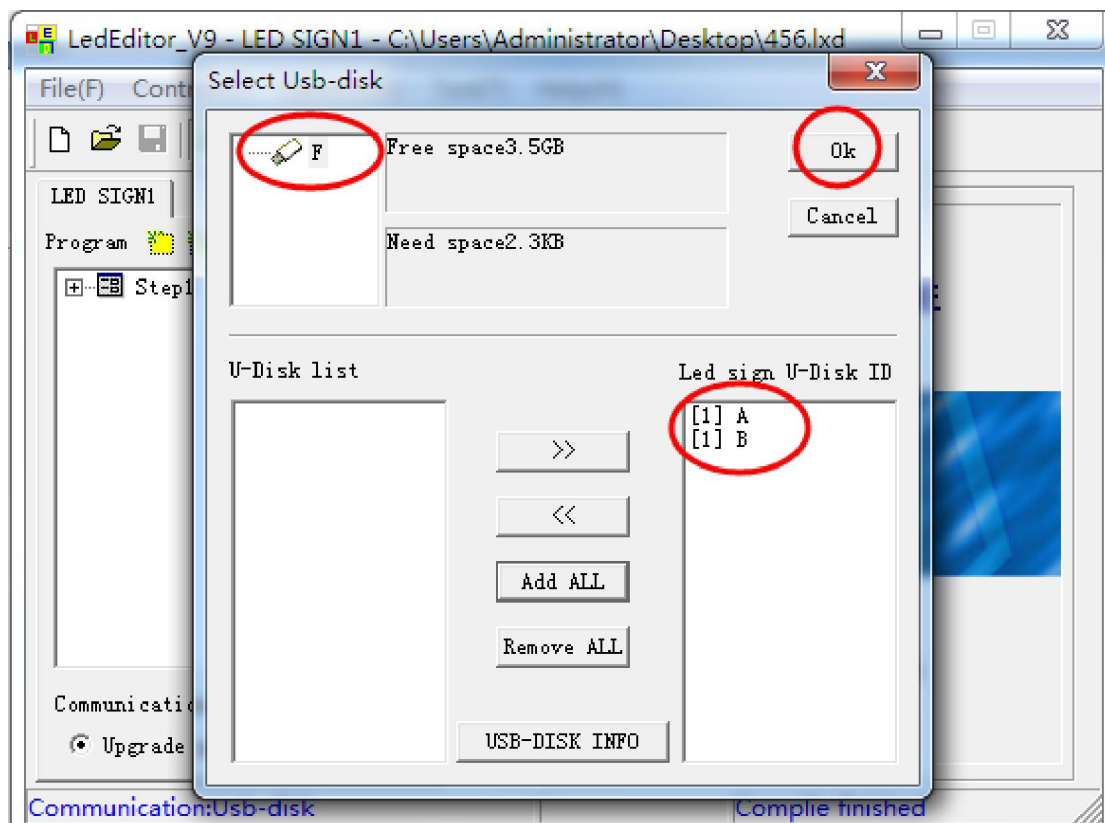 LedEditor_V9 - LED SIGN1 - C:\Users\Administrator\Desktop\456.lxd
File(F) Contr
Select Usb-disk
F
Free space3.5GB
Ok
Cancel
Need space2.3KB
LED SIGN1
Program
Step1
U-Disk list
Led sign U-Disk ID
[1] A
[1] B
>>
<<
Add ALL
Remove ALL
USB-DISK INFO
Communicatio
Upgrade
Communication:Usb-disk
Complie finished